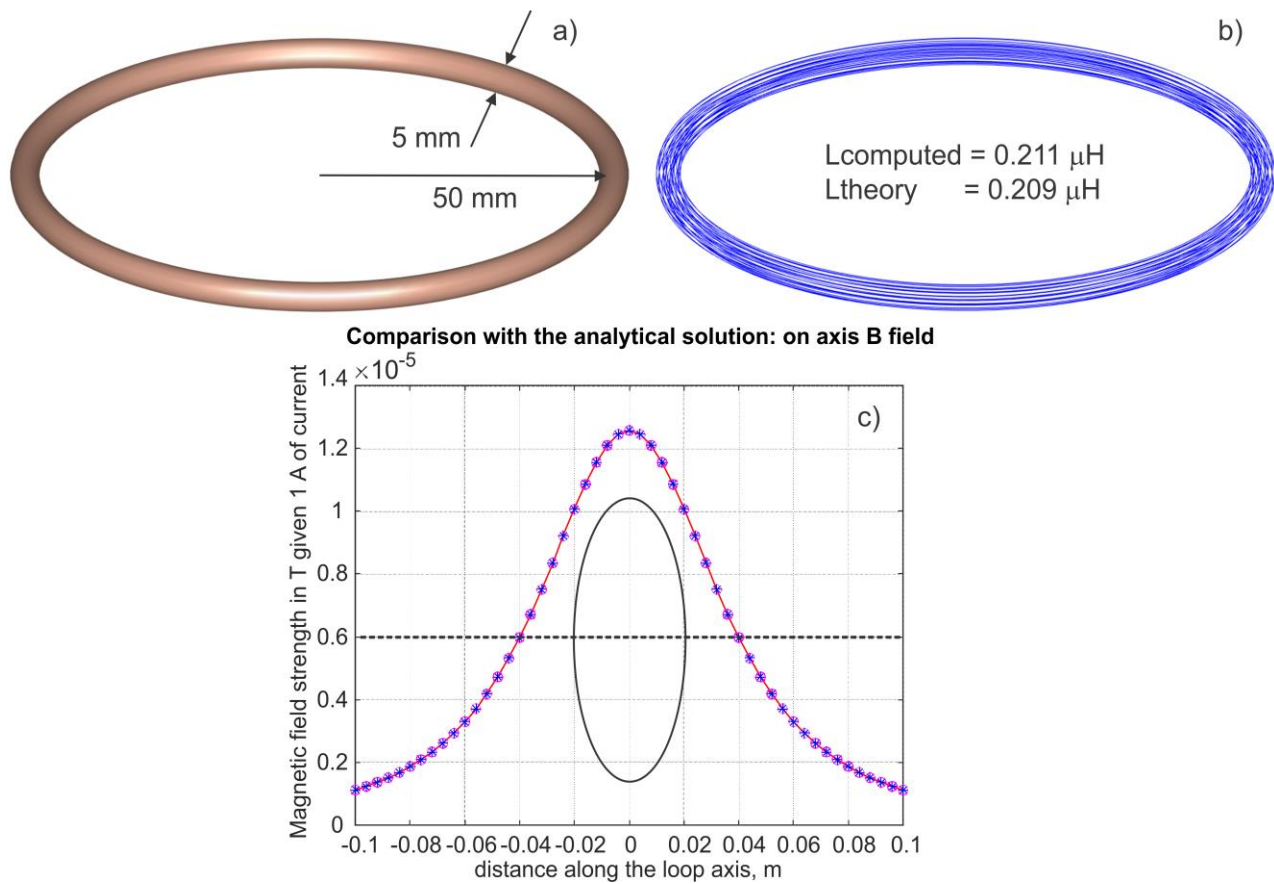 a)
5 mm
50 mm
b)
Lcomputed = 0.211 μH
Ltheory = 0.209 μH
Comparison with the analytical solution: on axis B field
×10⁻⁵
c)
Magnetic field strength in T given 1 A of current
1.4
1.2
1
0.8
0.6
0.4
0.2
0
-0.1 -0.08 -0.06 -0.04 -0.02 0 0.02 0.04 0.06 0.08 0.1
distance along the loop axis, m